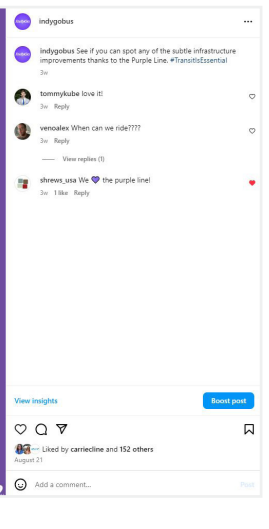 indygobus
indygobus See if you can spot any of the subtle infrastructure
improvements thanks to the Purple Line. #TransitIsEssential
3w
tommykube love it!
3w Reply
venoalex When can we ride????
3w Reply
View replies (1)
shrews_usa We 💜 the purple line!
3w 1 like Reply
View insights
Boost post
Liked by carriecline and 152 others
August 21
Add a comment...
Post